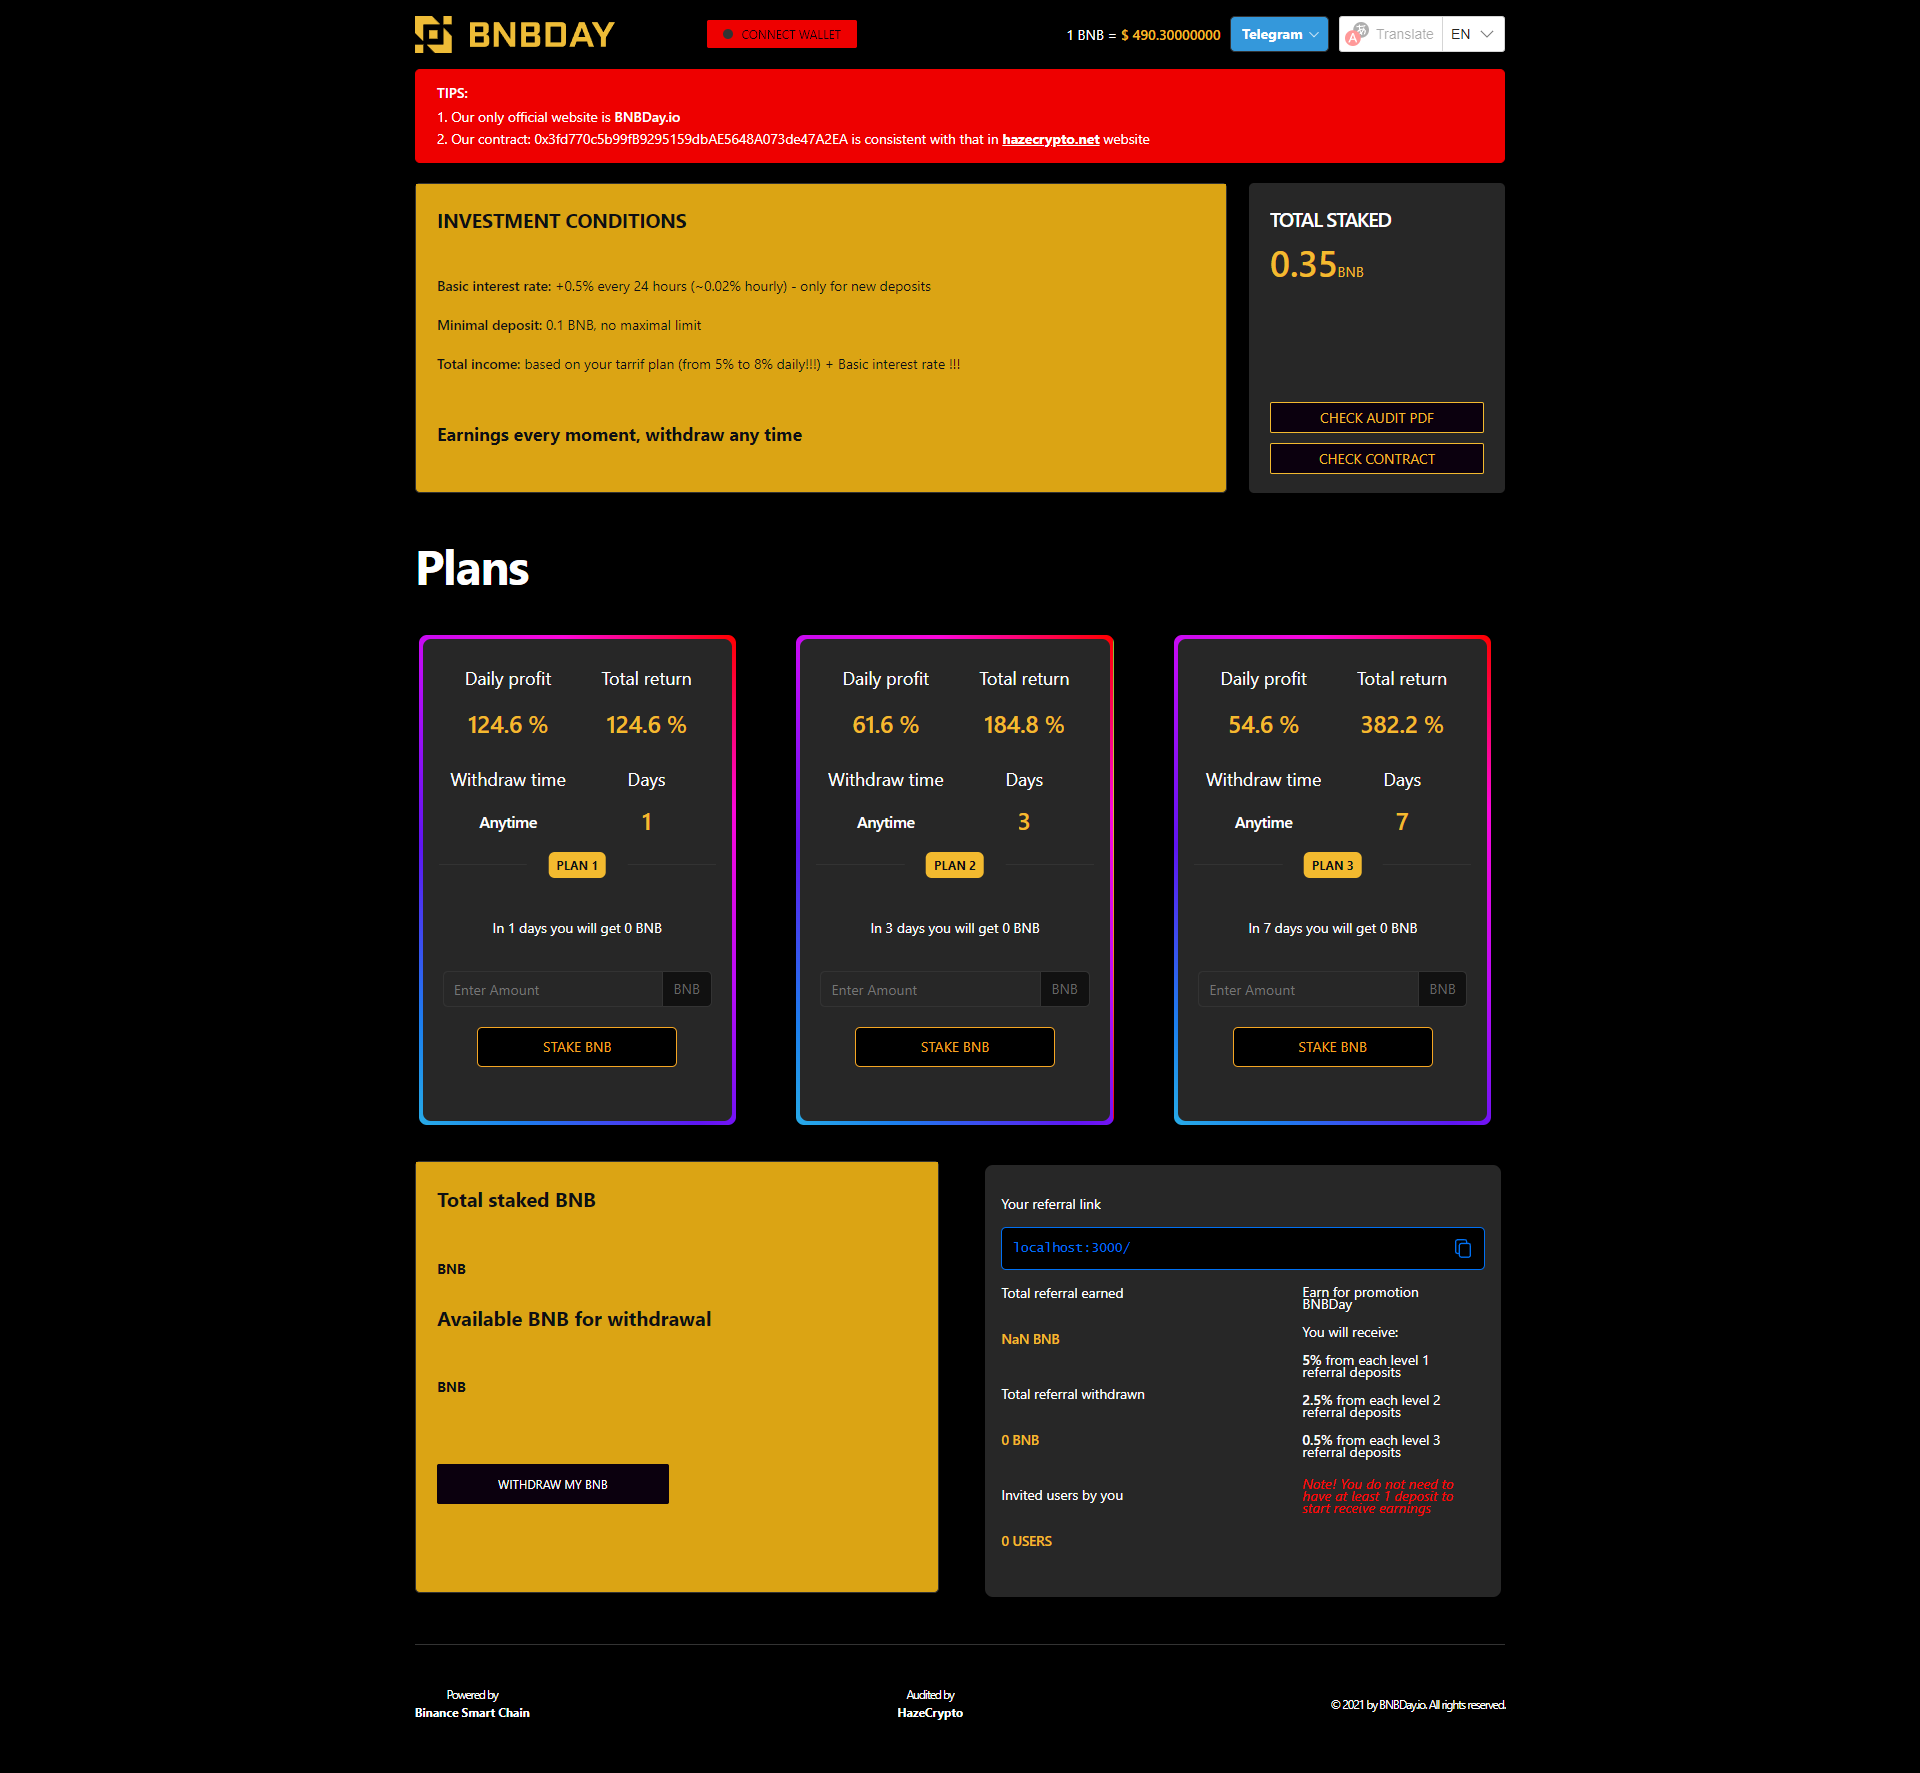 BNBDAY
CONNECT WALLET
1 BNB = $ 490.30000000
Telegram
Translate
EN
TIPS:
1. Our only official website is BNBDay.io
2. Our contract: 0x3fd770c5b99fB9295159dbAE5648A073de47A2EA is consistent with that in hazecrypto.net website
INVESTMENT CONDITIONS
Basic interest rate: +0.5% every 24 hours (~0.02% hourly) - only for new deposits
Minimal deposit: 0.1 BNB, no maximal limit
Total income: based on your tarrif plan (from 5% to 8% daily!!!) + Basic interest rate !!!
Earnings every moment, withdraw any time
TOTAL STAKED
0.35BNB
CHECK AUDIT PDF
CHECK CONTRACT
Plans
Daily profit Total return
124.6 % 124.6 %
Withdraw time Days
Anytime 1
PLAN 1
In 1 days you will get 0 BNB
Enter Amount BNB
STAKE BNB
Daily profit Total return
61.6 % 184.8 %
Withdraw time Days
Anytime 3
PLAN 2
In 3 days you will get 0 BNB
Enter Amount BNB
STAKE BNB
Daily profit Total return
54.6 % 382.2 %
Withdraw time Days
Anytime 7
PLAN 3
In 7 days you will get 0 BNB
Enter Amount BNB
STAKE BNB
Total staked BNB
BNB
Available BNB for withdrawal
BNB
WITHDRAW MY BNB
Your referral link
localhost:3000/
Total referral earned
NaN BNB
Total referral withdrawn
0 BNB
Invited users by you
0 USERS
Earn for promotion
BNBDay
You will receive:
5% from each level 1
referral deposits
2.5% from each level 2
referral deposits
0.5% from each level 3
referral deposits
Note! You do not need to
have at least 1 deposit to
start receive earnings
Powered by
Binance Smart Chain
Audited by
HazeCrypto
© 2021 by BNBDay.io. All rights reserved.